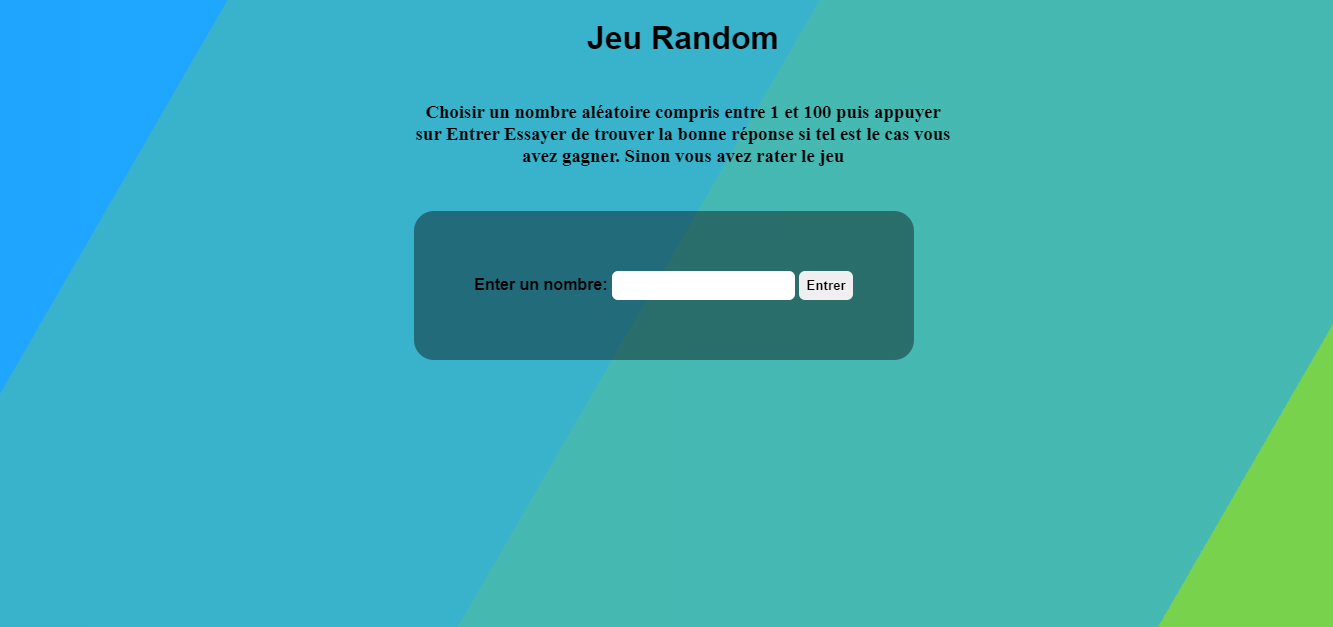 Jeu Random
Choisir un nombre aléatoire compris entre 1 et 100 puis appuyer
sur Entrer Essayer de trouver la bonne réponse si tel est le cas vous
avez gagner. Sinon vous avez rater le jeu
Enter un nombre: Entrer